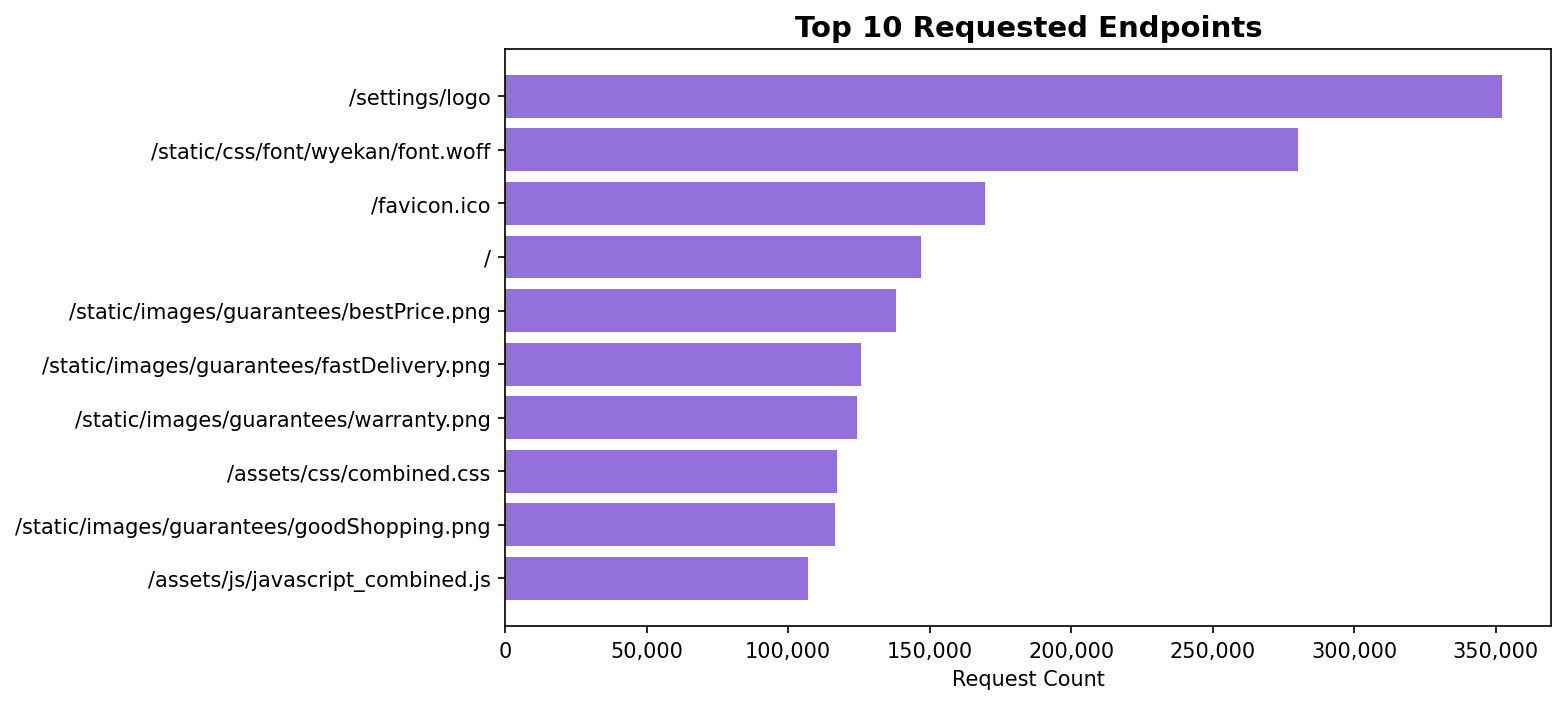 Top 10 Requested Endpoints
/settings/logo
/static/css/font/wyekan/font.woff
/favicon.ico
/
/static/images/guarantees/bestPrice.png
/static/images/guarantees/fastDelivery.png
/static/images/guarantees/warranty.png
/assets/css/combined.css
/static/images/guarantees/goodShopping.png
/assets/js/javascript_combined.js
0 50,000 100,000 150,000 200,000 250,000 300,000 350,000
Request Count